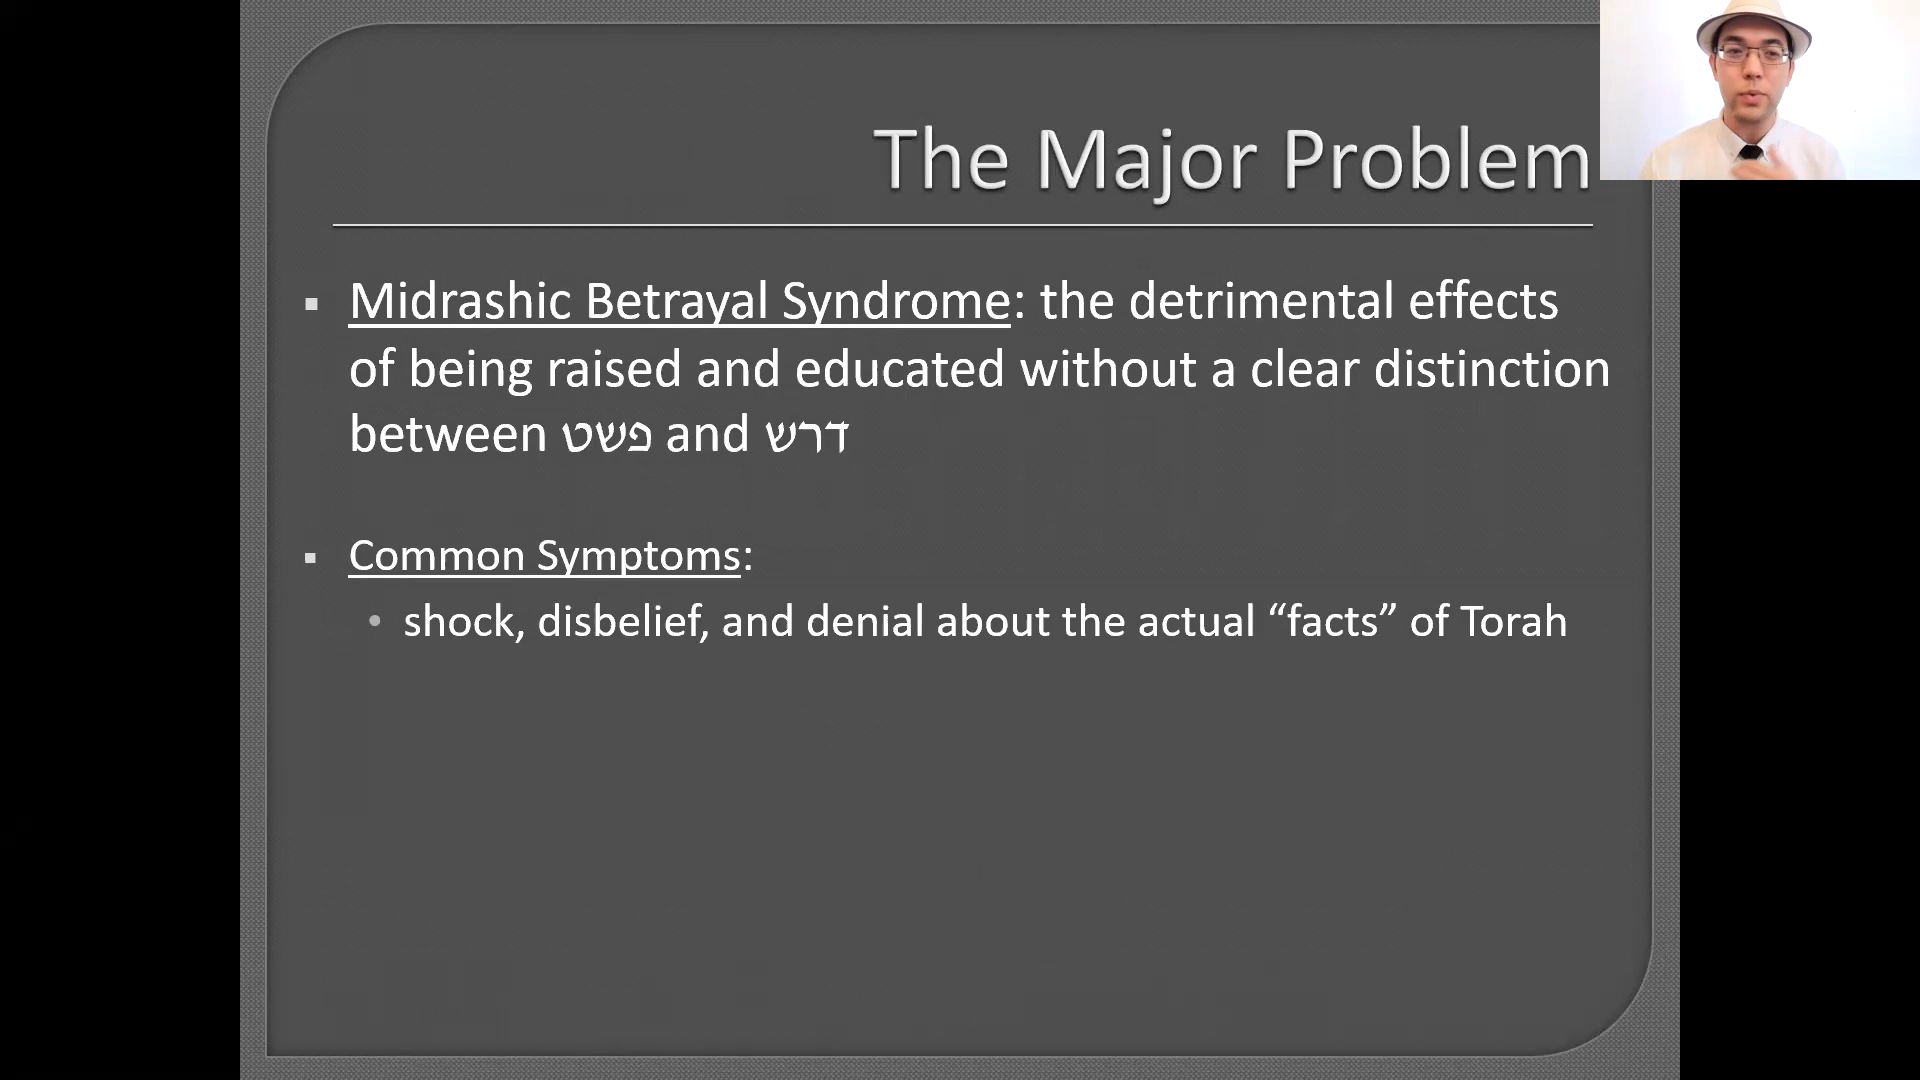 The Major Problem
▪ Midrashic Betrayal Syndrome: the detrimental effects
of being raised and educated without a clear distinction
between פשט and דרש
▪ Common Symptoms:
• shock, disbelief, and denial about the actual “facts” of Torah